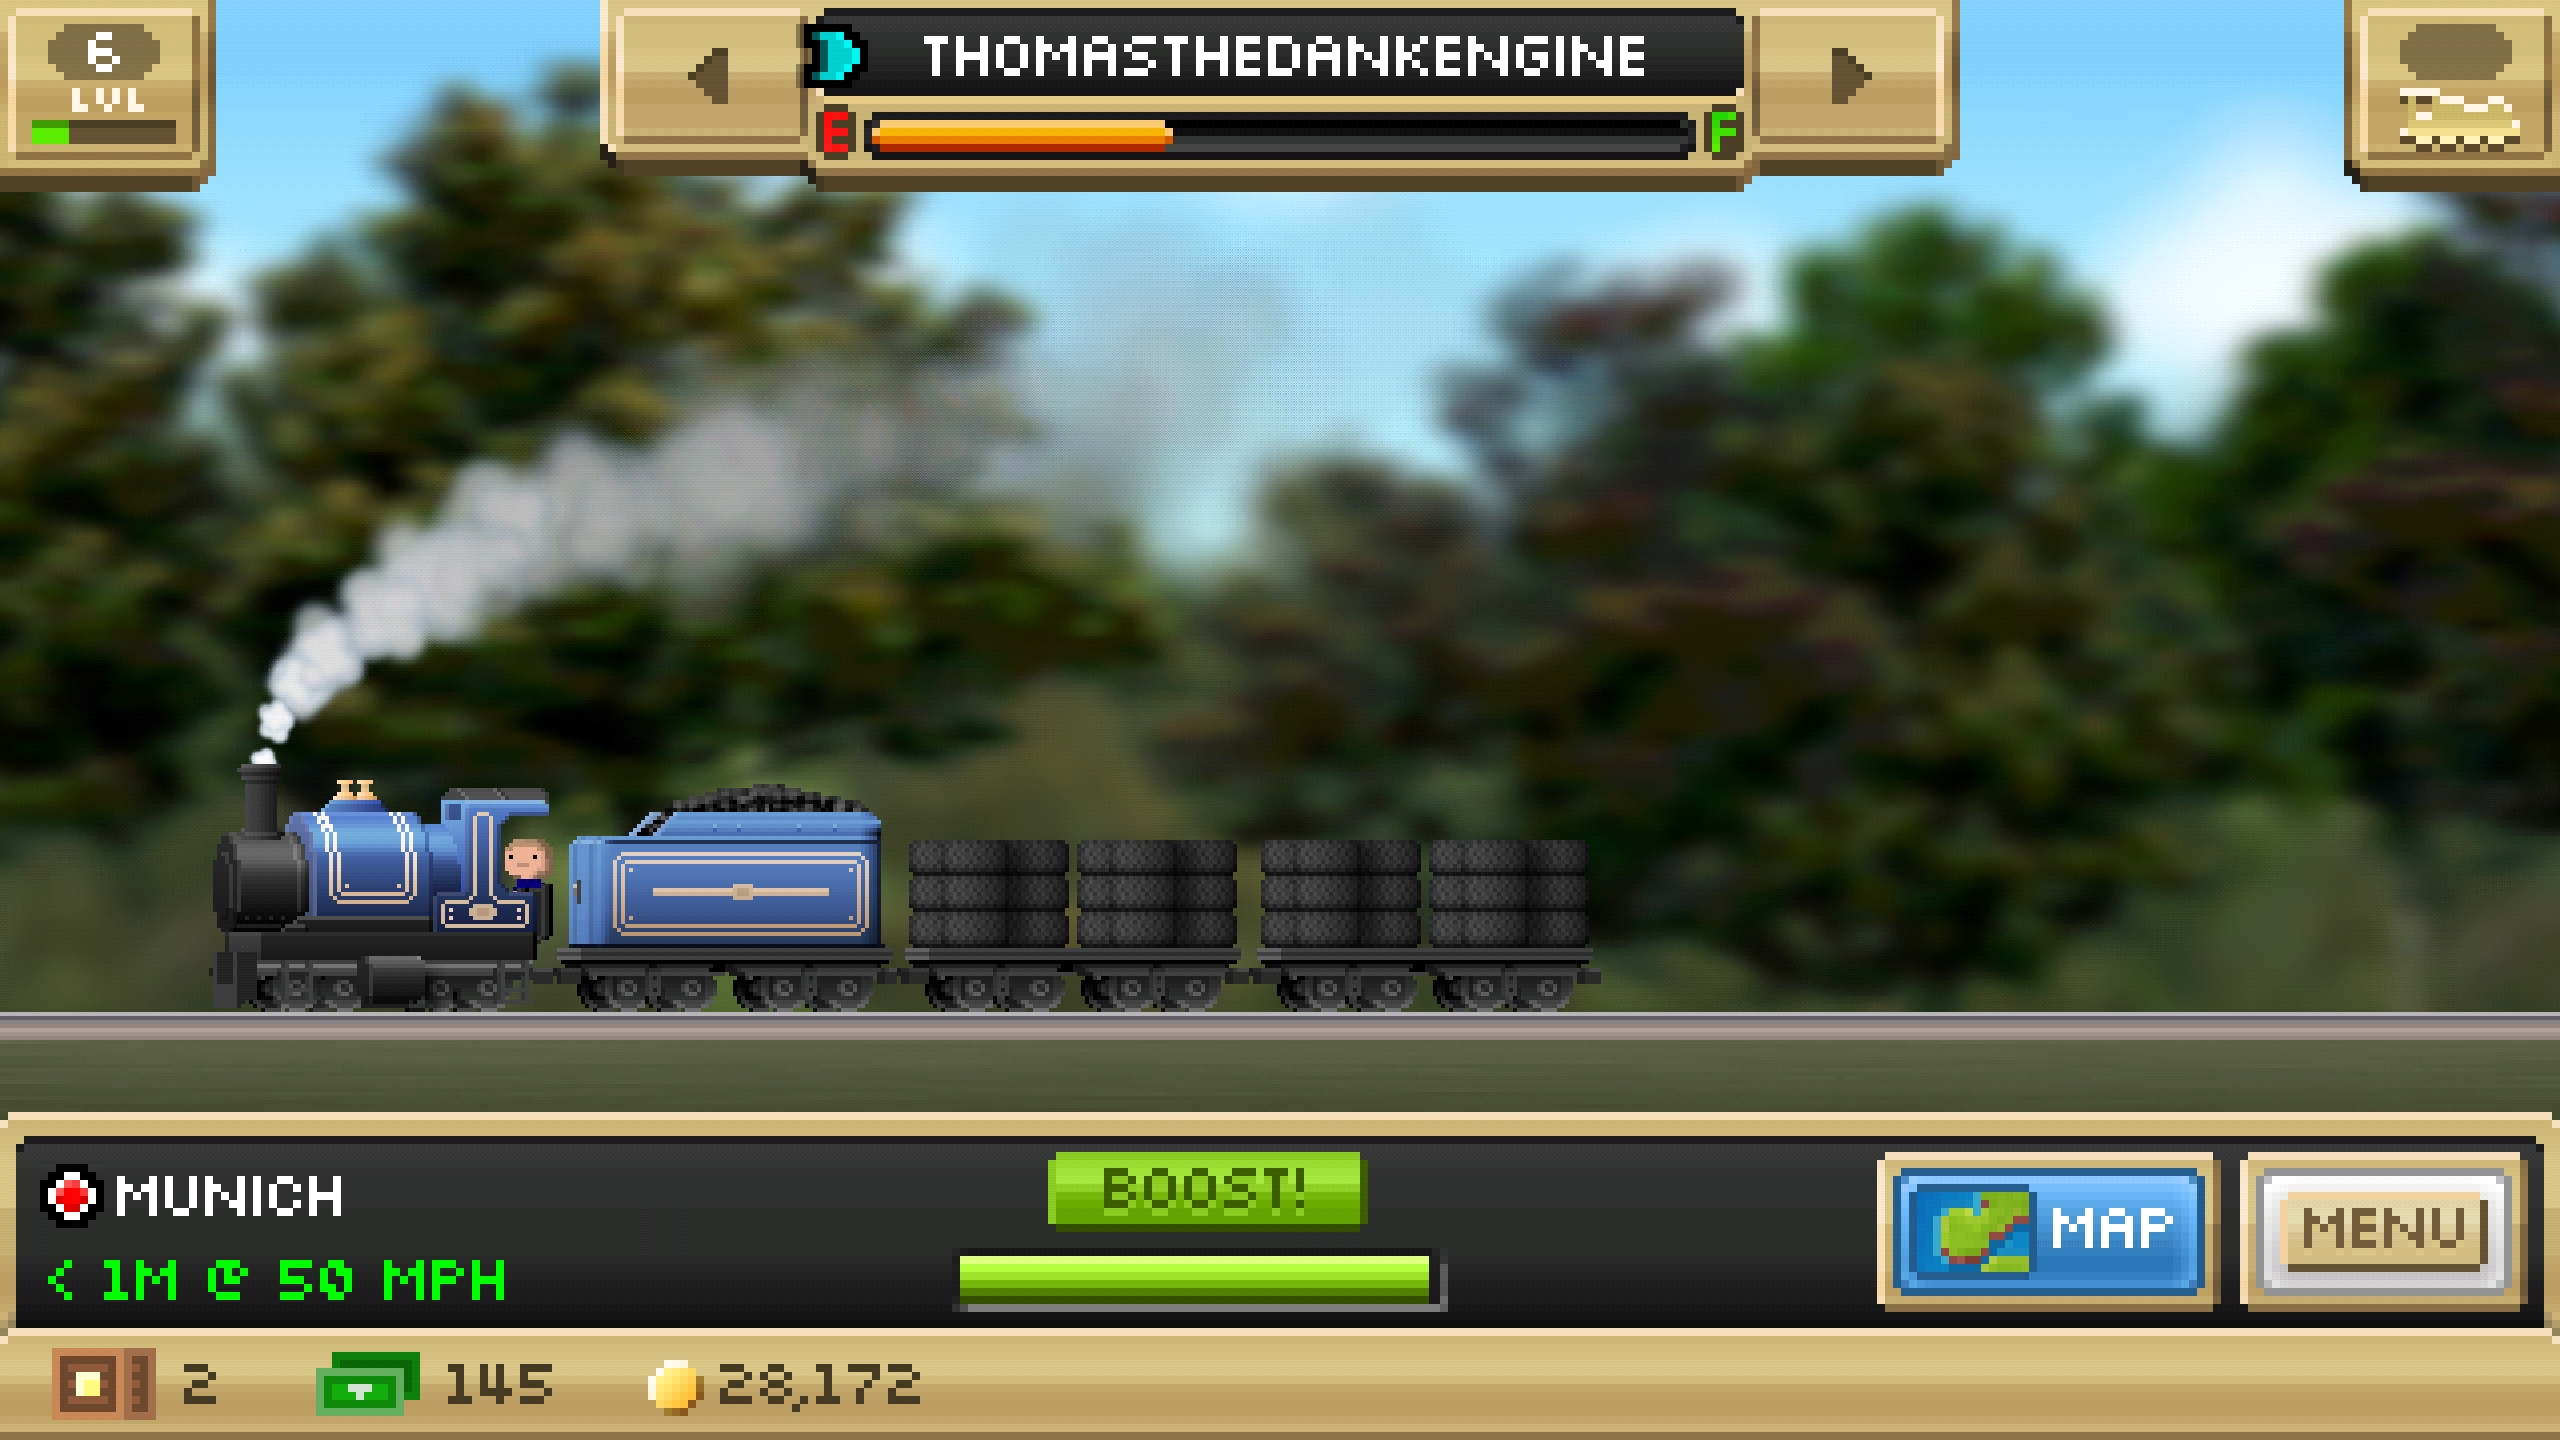 6
LVL
THOMASTHEDANKENGINE
E F
MUNICH
< 1M @ 50 MPH
BOOST!
MAP
MENU
2 145 28,172